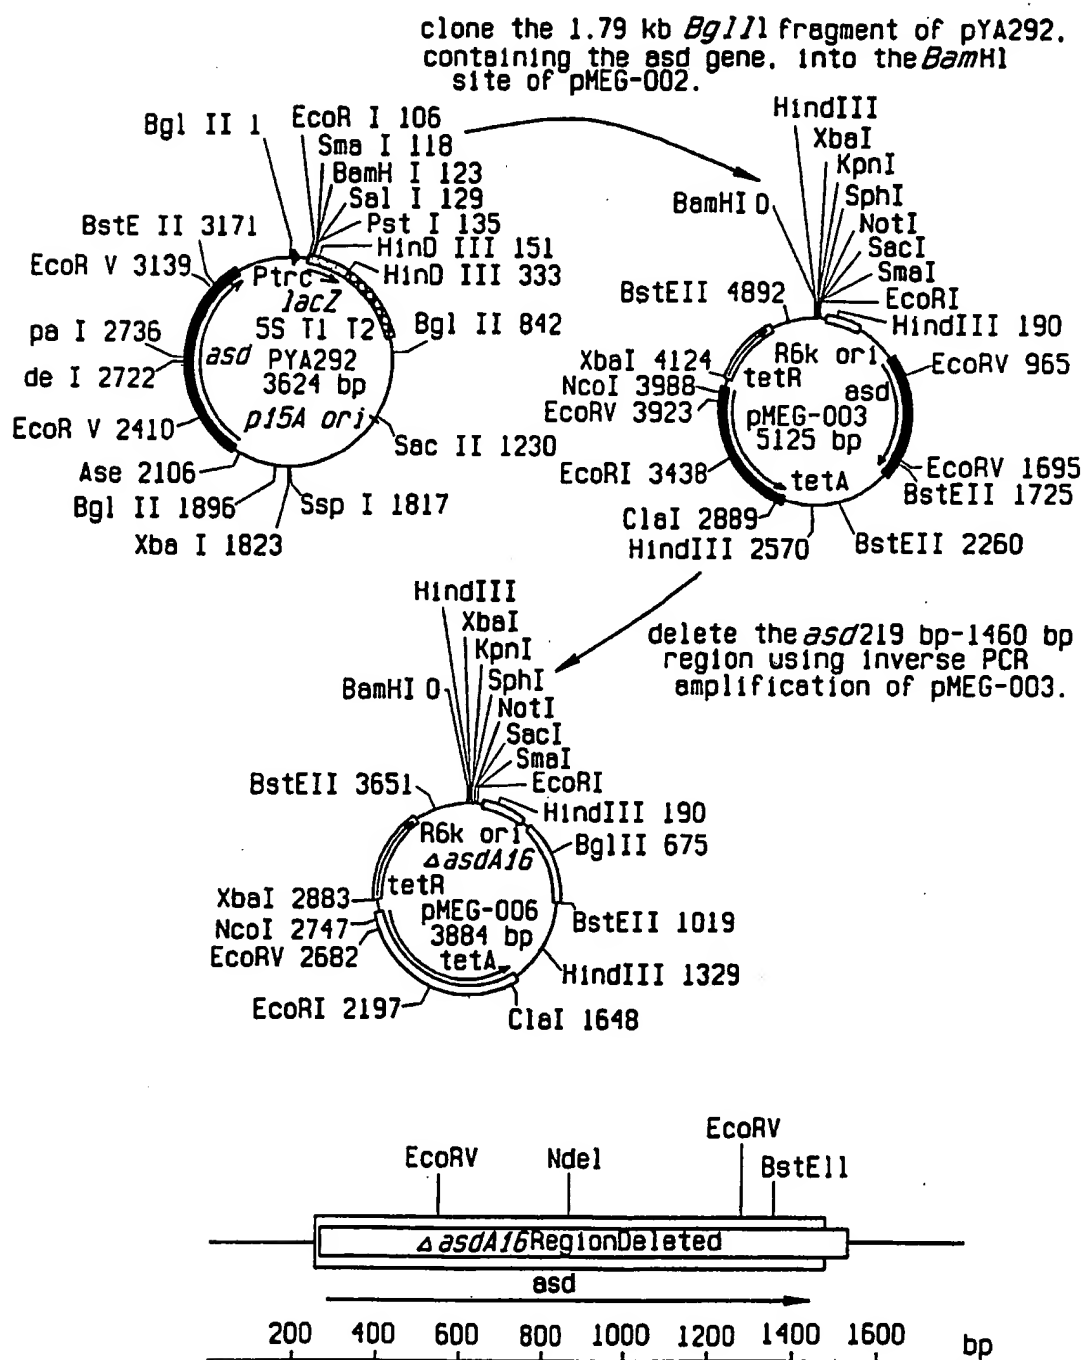 clone the 1.79 kb BglIIl fragment of pYA292,
containing the asd gene, into the BamHl
site of pMEG-002.
Bgl II 1
EcoR I 106
Sma I 118
BamH I 123
Sal I 129
Pst I 135
HinD III 151
HinD III 333
BstE II 3171
EcoR V 3139
Ptrc
lacZ
5S T1 T2
Bgl II 842
pa I 2736
asd
PYA292
3624 bp
de I 2722
p15A ori
EcoR V 2410
Sac II 1230
Ase 2106
Bgl II 1896
Ssp I 1817
Xba I 1823
HindIII
XbaI
KpnI
BamHI 0
SphI
NotI
SacI
SmaI
BstEII 4892
EcoRI
HindIII 190
R6k ori
XbaI 4124
tetR
EcoRV 965
NcoI 3988
asd
EcoRV 3923
pMEG-003
5125 bp
EcoRI 3438
tetA
EcoRV 1695
BstEII 1725
ClaI 2889
HindIII 2570
BstEII 2260
delete the asd219 bp-1460 bp
region using inverse PCR
amplification of pMEG-003.
HindIII
XbaI
KpnI
BamHI 0
SphI
NotI
SacI
SmaI
BstEII 3651
EcoRI
HindIII 190
R6k ori
BglII 675
ΔasdA16
tetR
XbaI 2883
pMEG-006
NcoI 2747
3884 bp
BstEII 1019
EcoRV 2682
tetA
HindIII 1329
EcoRI 2197
ClaI 1648
EcoRV
EcoRV
NdeI
BstEll
ΔasdA16RegionDeleted
asd
200 400 600 800 1000 1200 1400 1600 bp